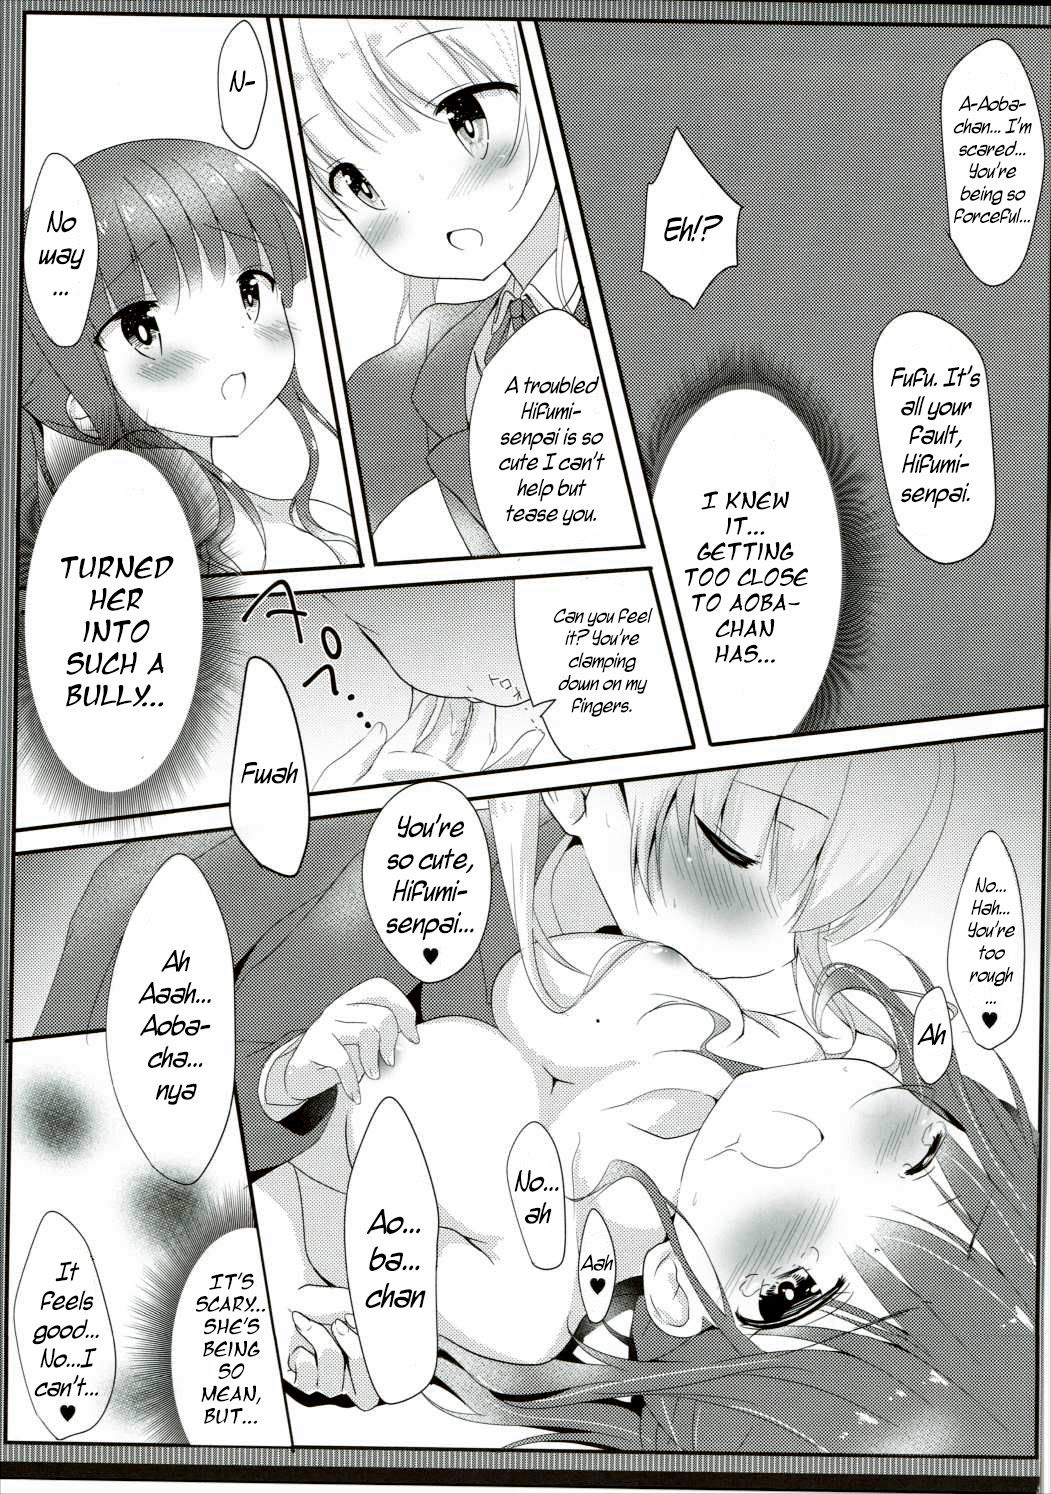 A-Aoba-
chan... I'm
scared...
You're
being so
forceful...
Fufu. It's
all your
fault,
Hifumi-
senpai.
Eh!?
I KNEW
IT...
GETTING
TOO CLOSE
TO AOBA-
CHAN
HAS...
A troubled
Hifumi-
senpai is so
cute I can't
help but
tease you.
N-
No
way
...
TURNED
HER
INTO
SUCH A
BULLY...
Can you feel
it? You're
clamping
down on my
fingers.
トロォ
Fwah
No...
Hah...
You're
too
rough
...
♥
Ah
You're
so cute,
Hifumi-
senpai...
♥
Ah
Aaah...
Aoba-
cha...
nya
No...
ah
Aah
♥
Ao...
ba...
chan
IT'S
SCARY...
SHE'S
BEING
SO
MEAN,
BUT...
It
feels
good...
No...I
can't...
♥